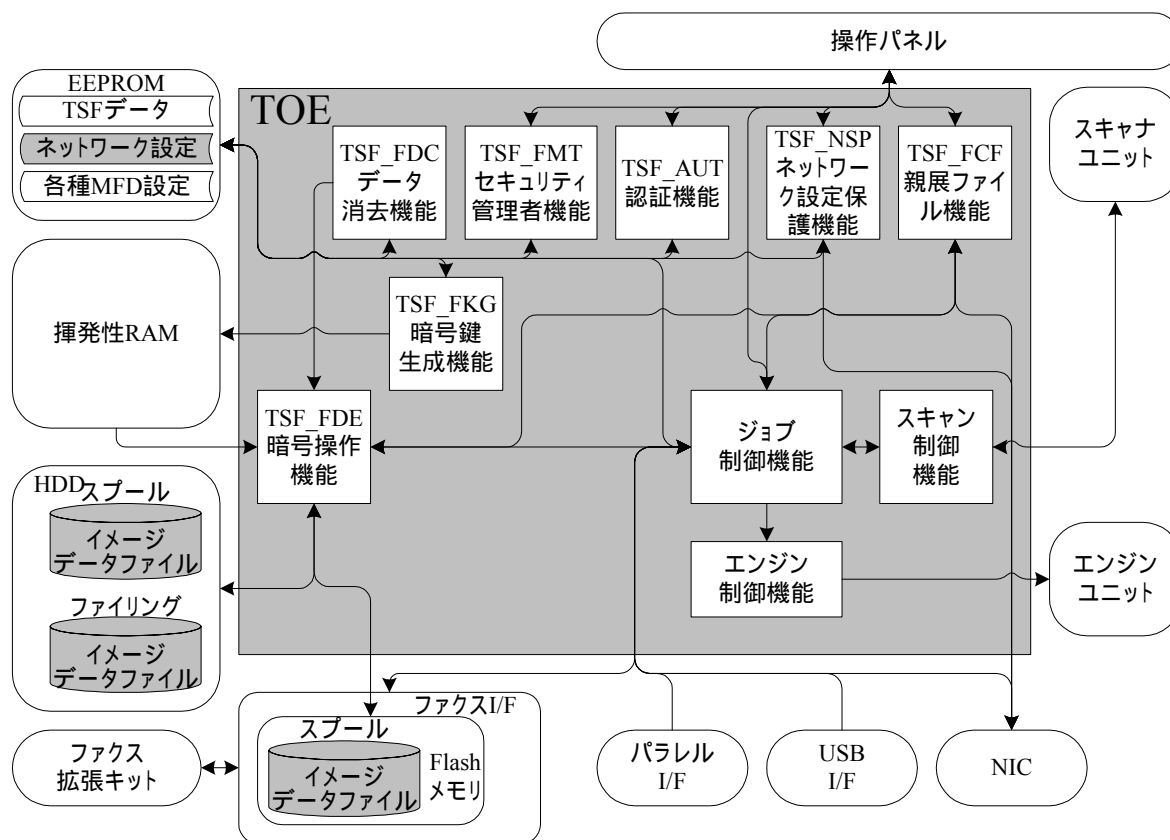 操作パネル
EEPROM
TSFデータ
ネットワーク設定
各種MFD設定
TOE
TSF_FDC
データ
消去機能
TSF_FMT
セキュリティ
管理者機能
TSF_AUT
認証機能
TSF_NSP
ネットワー
ク設定保
護機能
TSF_FCF
親展ファイ
ル機能
スキャナ
ユニット
揮発性RAM
TSF_FKG
暗号鍵
生成機能
TSF_FDE
暗号操作
機能
ジョブ
制御機能
スキャン
制御
機能
HDD
スプール
イメージ
データファイル
ファイリング
イメージ
データファイル
エンジン
制御機能
エンジン
ユニット
ファクスI/F
スプール
イメージ
データファイル
Flash
メモリ
ファクス
拡張キット
パラレル
I/F
USB
I/F
NIC